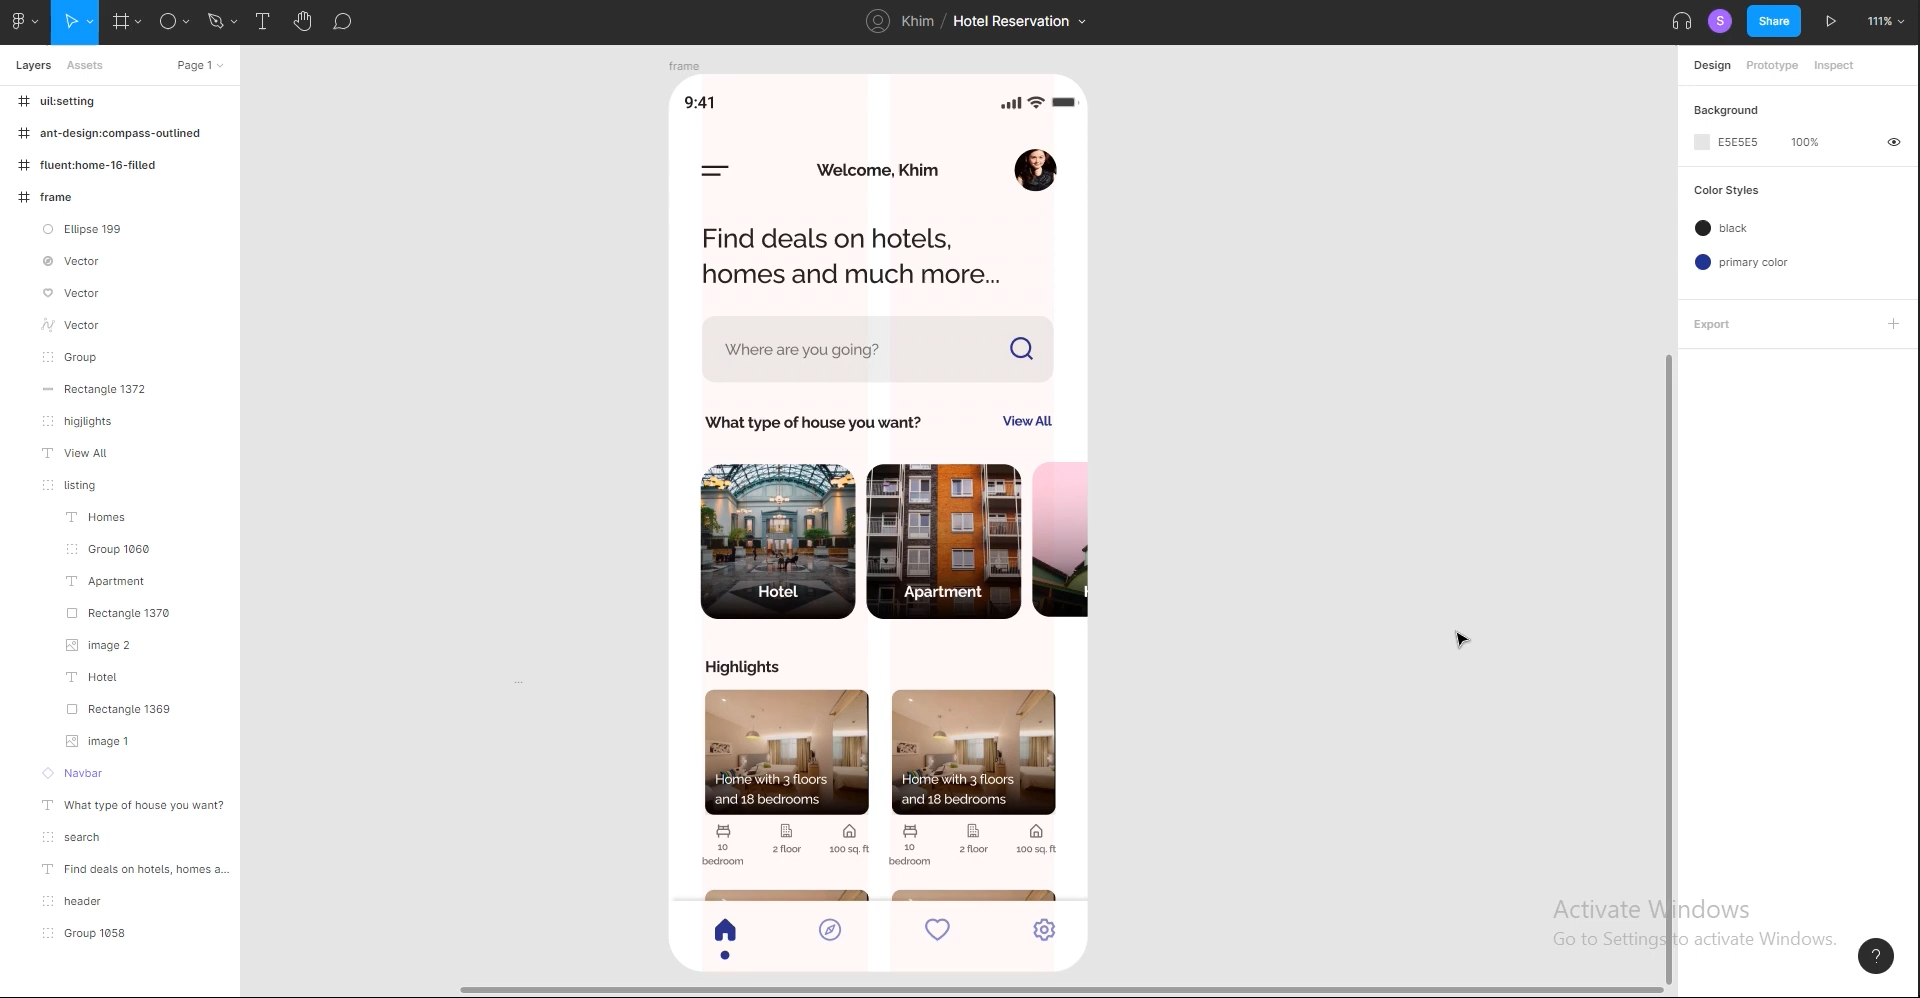 Khim / Hotel Reservation
S
Share
111%
Layers
Assets
Page 1
uil:setting
ant-design:compass-outlined
fluent:home-16-filled
frame
Ellipse 199
Vector
Vector
Vector
Group
Rectangle 1372
higjlights
View All
listing
Homes
Group 1060
Apartment
Rectangle 1370
image 2
Hotel
Rectangle 1369
image 1
Navbar
What type of house you want?
search
Find deals on hotels, homes a...
header
Group 1058
...
frame
9:41
Welcome, Khim
Find deals on hotels,
homes and much more...
Where are you going?
What type of house you want?
View All
Hotel
Apartment
Highlights
Home with 3 floors
and 18 bedrooms
Home with 3 floors
and 18 bedrooms
10
bedroom
2 floor
100 sq. ft
10
bedroom
2 floor
100 sq. ft
Design
Prototype
Inspect
Background
E5E5E5
100%
Color Styles
black
primary color
Export
Activate Windows
Go to Settings to activate Windows.
?